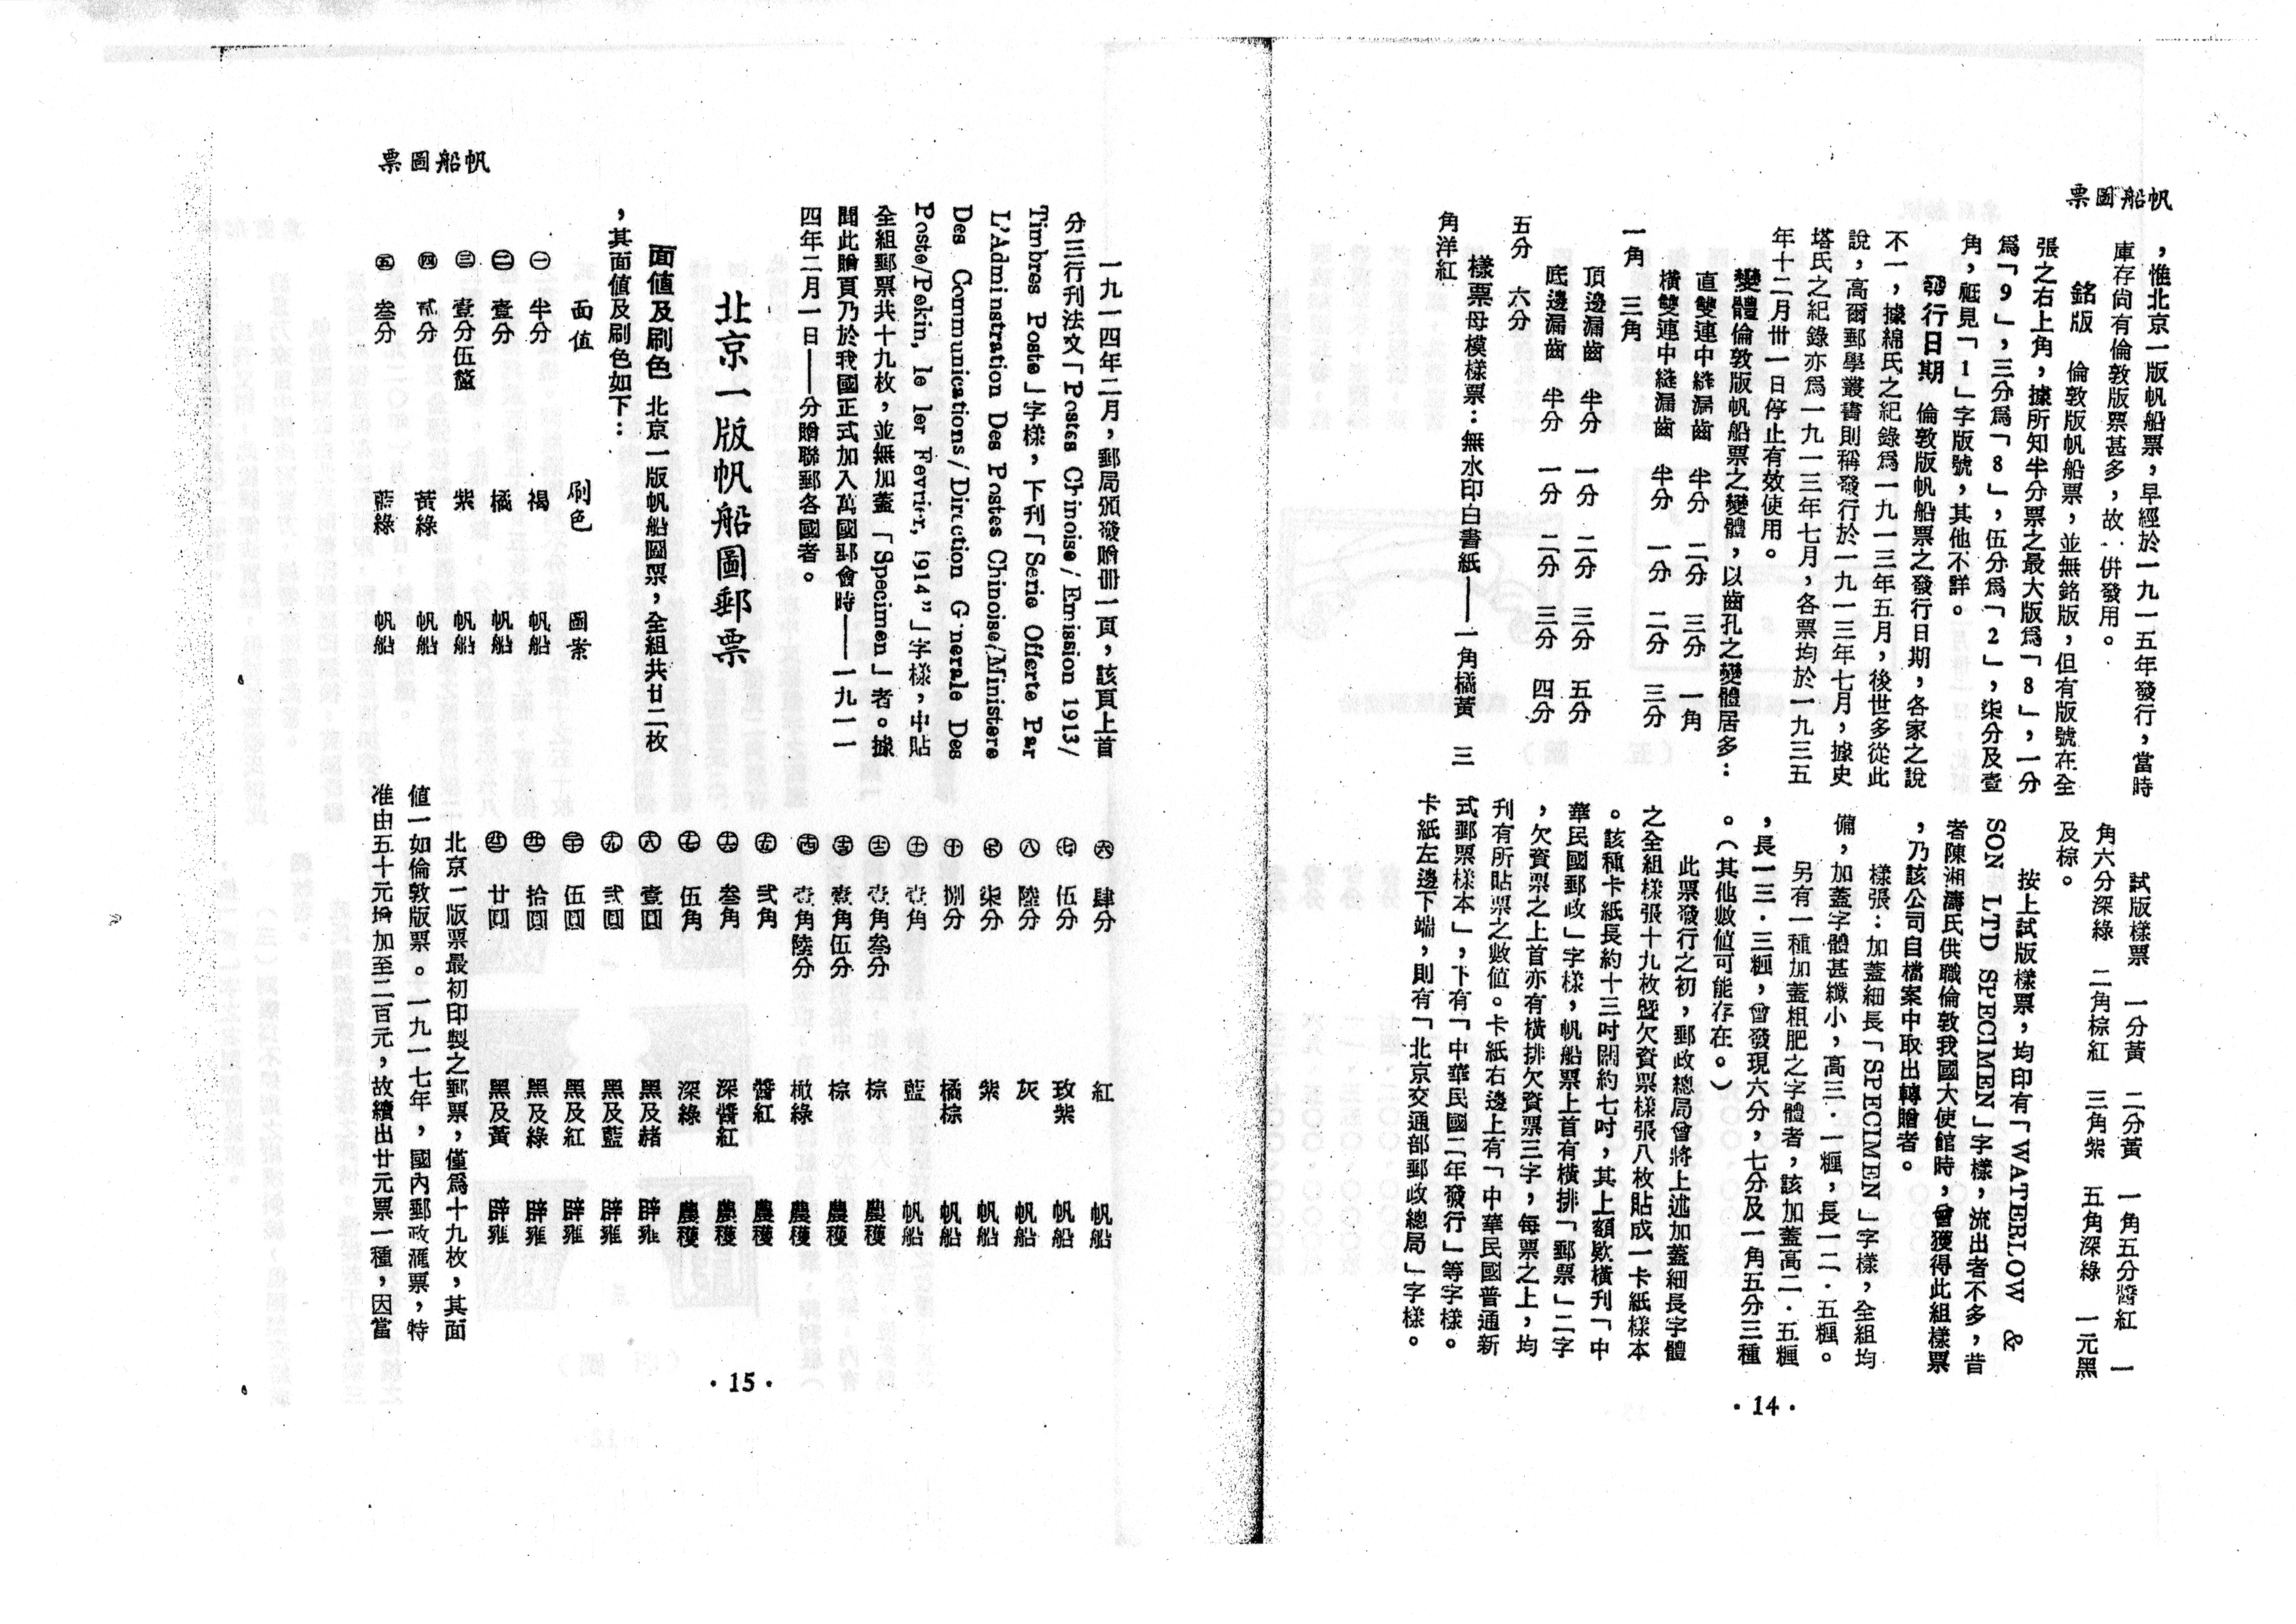 帆船圖票
，惟北京一版帆船票，早經於一九一五年發行，當時
庫存尙有倫敦版票甚多，故一併發用。
銘版　倫敦版帆船票，並無銘版，但有版號在全
張之右上角，據所知半分票之最大版爲「8」，一分
爲「9」，三分爲「8」，伍分爲「2」，柒分及壹
角，祗見「1」字版號，其他不詳。
發行日期　倫敦版帆船票之發行日期，各家之說
不一，據綿氏之紀錄爲一九一三年五月，後世多從此
說，高爾郵學叢書則稱發行於一九一三年七月，據史
塔氏之紀錄亦爲一九一三年七月，各票均於一九三五
年十二月卅一日停止有效使用。
變體倫敦版帆船票之變體，以齒孔之變體居多：
直雙連中縫漏齒　半分　二分　三分　一角
橫雙連中縫漏齒　半分　一分　二分　三分
一角　三角
頂邊漏齒　半分　一分　二分　三分　五分
底邊漏齒　半分　一分　二分　三分　四分
五分　六分
樣票母模樣票：無水印白書紙——一角橘黃　三
角洋紅
試版樣票　一分黃　二分黃　一角五分醬紅　一
角六分深綠　二角棕紅　三角紫　五角深綠　一元黑
及棕。
按上試版樣票，均印有「WATERLOW &
SON LTD SPECIMEN」字樣，流出者不多，昔
者陳湘濤氏供職倫敦我國大使館時，曾獲得此組樣票
，乃該公司自檔案中取出轉贈者。
樣張：加蓋細長「SPECIMEN」字樣，全組均
備，加蓋字體甚纖小，高三．一糎，長一二．五糎。
另有一種加蓋粗肥之字體者，該加蓋高二．五糎
，長一三．三糎，曾發現六分，七分及一角五分三種
。（其他數值可能存在。）
此票發行之初，郵政總局曾將上述加蓋細長字體
之全組樣張十九枚暨欠資票樣張八枚貼成一卡紙樣本
。該種卡紙長約十三吋闊約七吋，其上額欵橫刊「中
華民國郵政」字樣，帆船票上首有橫排「郵票」二字
，欠資票之上首亦有橫排欠資票三字，每票之上，均
刊有所貼票之數值。卡紙右邊上有「中華民國普通新
式郵票樣本」，下有「中華民國二年發行」等字樣。
卡紙左邊下端，則有「北京交通部郵政總局」字樣。
·14·
帆船圖票
一九一四年二月，郵局頒發贈冊一頁，該頁上首
分三行刊法文「Postes Chinoise/Emission 1913/
Timbres Poste」字樣，下刊「Serie Offerte Par
L'Administration Des Postes Chinoise/Ministere
Des Communications/Direction Generale Des
Poste/Pekin, le 1er Fevrier, 1914”」字樣，中貼
全組郵票共十九枚，並無加蓋「Specimen」者。據
聞此贈頁乃於我國正式加入萬國郵會時——一九一
四年二月一日——分贈聯郵各國者。
北京一版帆船圖郵票
面値及刷色　北京一版帆船圖票，全組共廿二枚
，其面値及刷色如下：
面值　刷色　圖案
㊀　半分　褐　帆船
㊁　壹分　橘　帆船
㊂　壹分伍釐　紫　帆船
㊃　貳分　黃綠　帆船
㊄　叁分　藍綠　帆船
㊅　肆分　紅　帆船
㊆　伍分　玫紫　帆船
㊇　陸分　灰　帆船
㊈　柒分　紫　帆船
㊉　捌分　橘棕　帆船
十一　壹角　藍　帆船
十二　壹角叁分　棕　農穫
十三　壹角伍分　棕　農穫
十四　壹角陸分　橄綠　農穫
十五　貳角　醬紅　農穫
十六　叁角　深醬紅　農穫
十七　伍角　深綠　農穫
十八　壹圓　黑及赭　辟雍
十九　貳圓　黑及藍　辟雍
二十　伍圓　黑及紅　辟雍
廿一　拾圓　黑及綠　辟雍
廿二　廿圓　黑及黃　辟雍
北京一版票最初印製之郵票，僅爲十九枚，其面
値一如倫敦版票。一九一七年，國內郵政滙票，特
准由五十元增加至二百元，故續出廿元票一種，因當
·15·